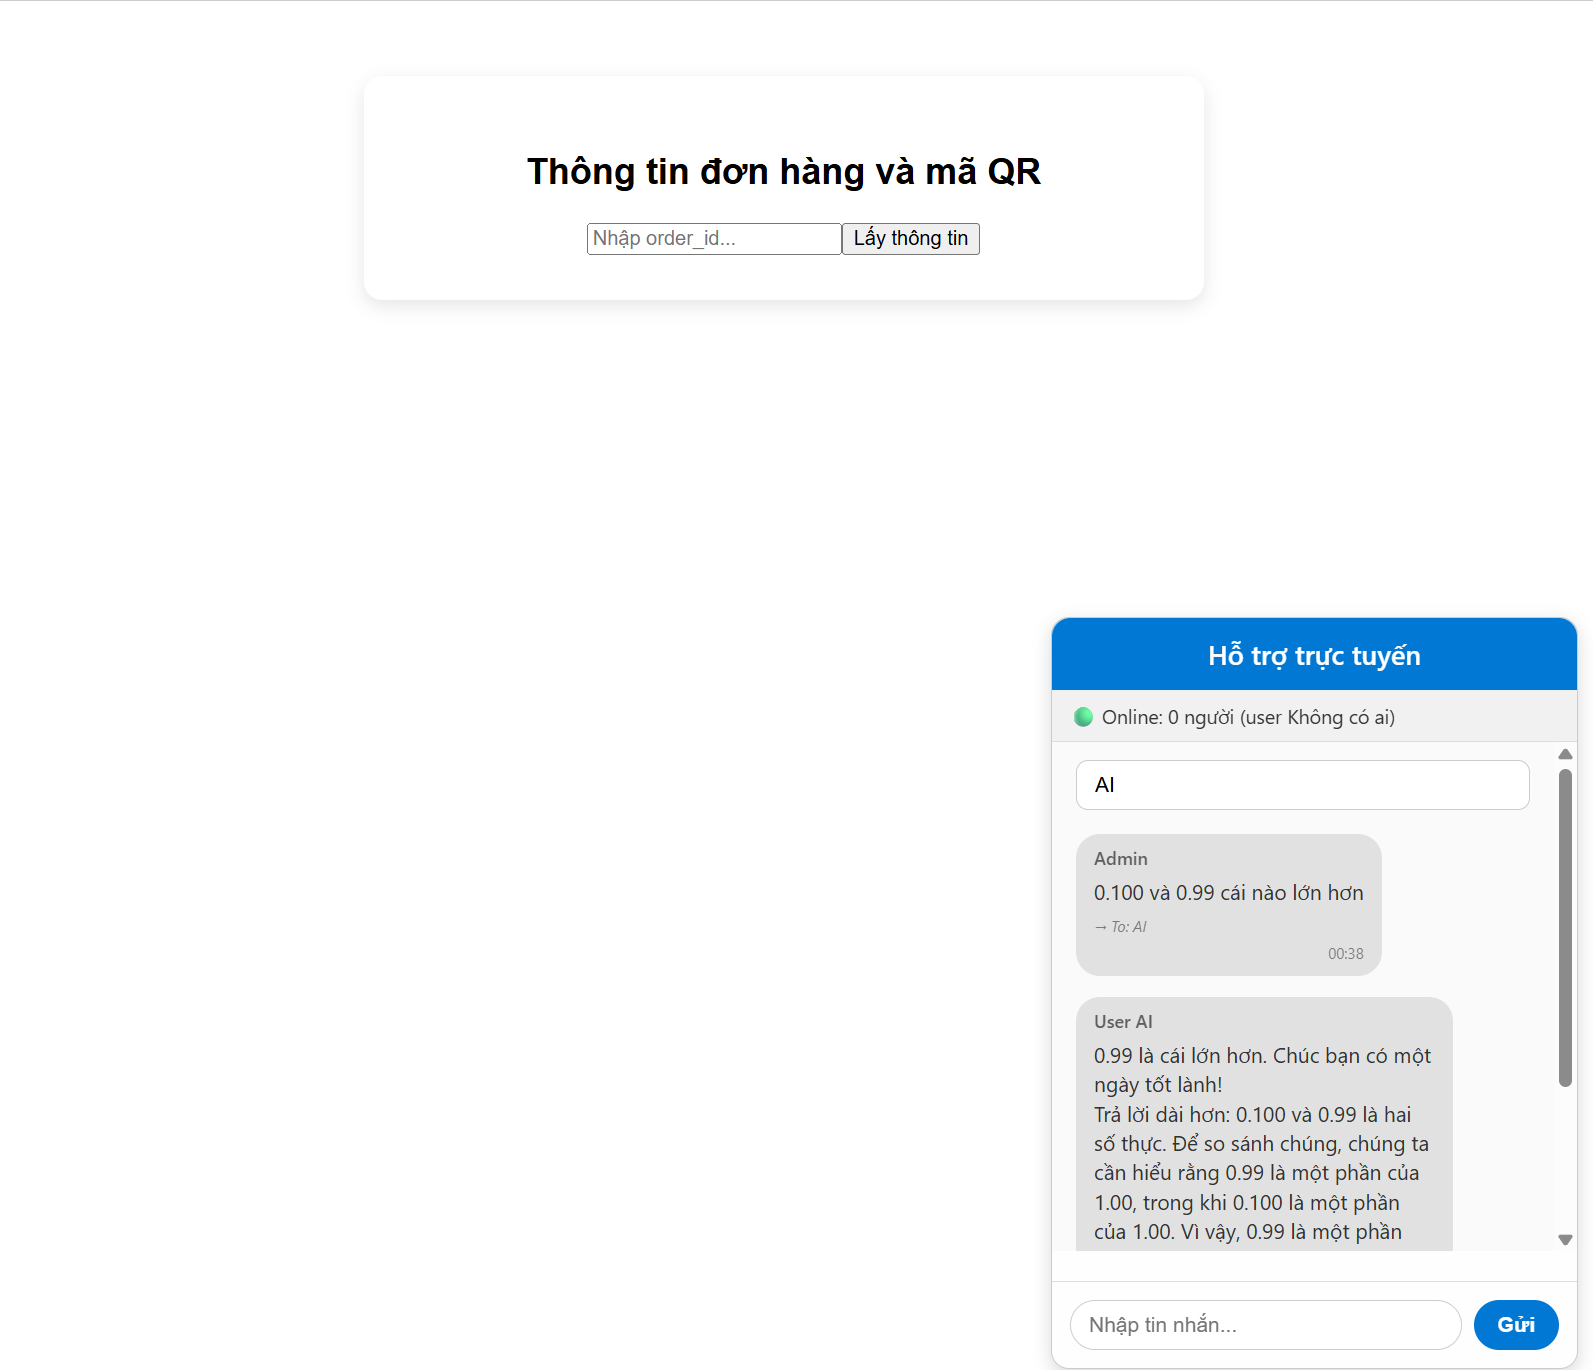 Thông tin đơn hàng và mã QR
Nhập order_id...
Lấy thông tin
Hỗ trợ trực tuyến
Online: 0 người (user Không có ai)
AI
Admin
0.100 và 0.99 cái nào lớn hơn
→ To: AI
00:38
User AI
0.99 là cái lớn hơn. Chúc bạn có một
ngày tốt lành!
Trả lời dài hơn: 0.100 và 0.99 là hai
số thực. Để so sánh chúng, chúng ta
cần hiểu rằng 0.99 là một phần của
1.00, trong khi 0.100 là một phần
của 1.00. Vì vậy, 0.99 là một phần
Nhập tin nhắn...
Gửi